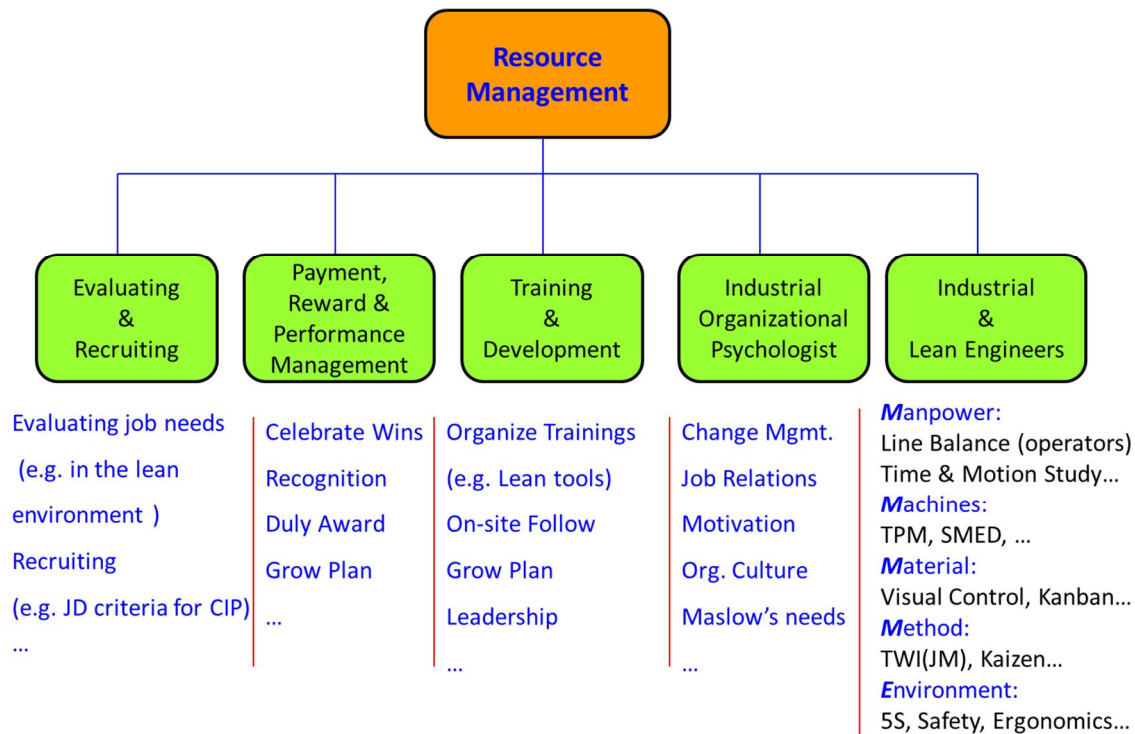 Resource
Management
Evaluating
&
Recruiting
Payment,
Reward &
Performance
Management
Training
&
Development
Industrial
Organizational
Psychologist
Industrial
&
Lean Engineers
Evaluating job needs
(e.g. in the lean
environment )
Recruiting
(e.g. JD criteria for CIP)
…
Celebrate Wins
Recognition
Duly Award
Grow Plan
…
Organize Trainings
(e.g. Lean tools)
On-site Follow
Grow Plan
Leadership
…
Change Mgmt.
Job Relations
Motivation
Org. Culture
Maslow’s needs
…
Manpower:
Line Balance (operators)
Time & Motion Study…
Machines:
TPM, SMED, …
Material:
Visual Control, Kanban…
Method:
TWI(JM), Kaizen…
Environment:
5S, Safety, Ergonomics…